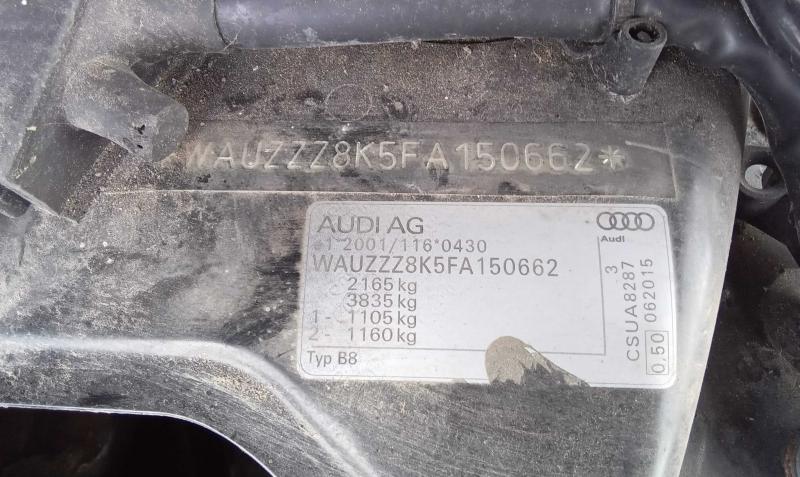 WAUZZZ8K5FA150662*
AUDI AG
Audi
e1*2001/116*0430
WAUZZZ8K5FA150662
2165 kg
3835 kg
1 - 1105 kg
2 - 1160 kg
Typ B8
3
CSUA8287
0,50 062015